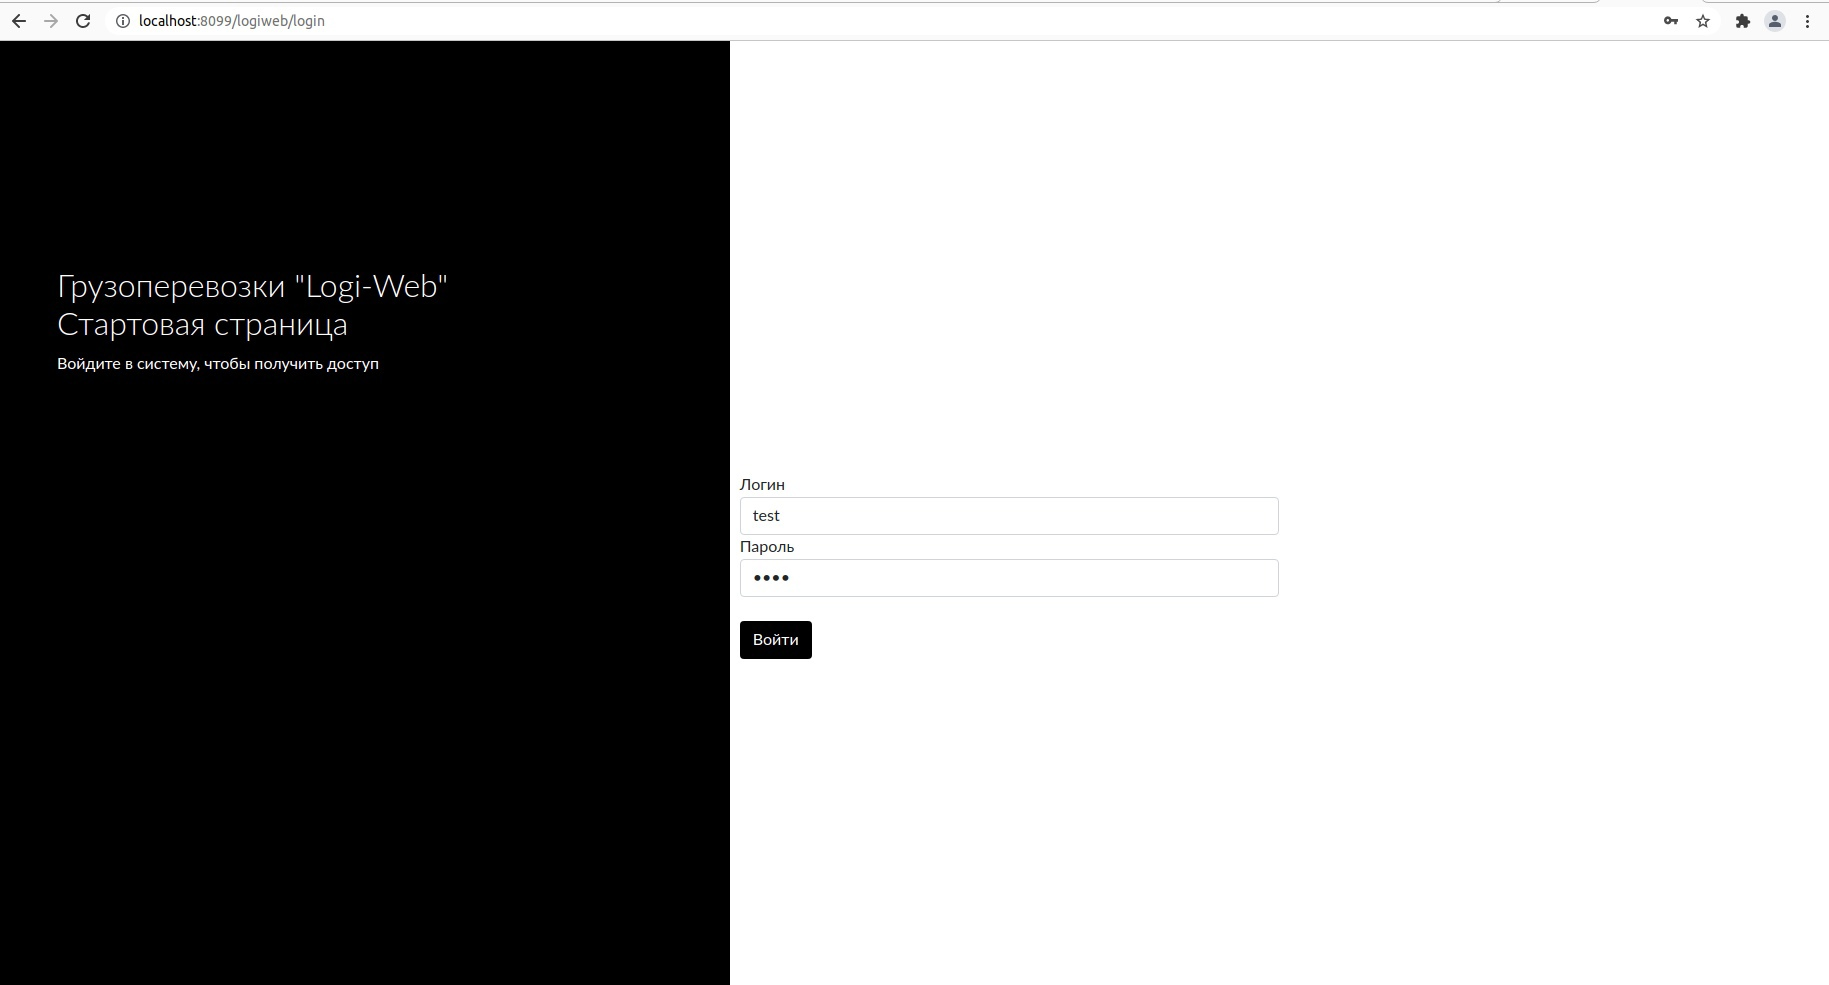 localhost:8099/logiweb/login
Грузоперевозки "Logi-Web"
Стартовая страница
Войдите в систему, чтобы получить доступ
Логин
test
Пароль
••••
Войти